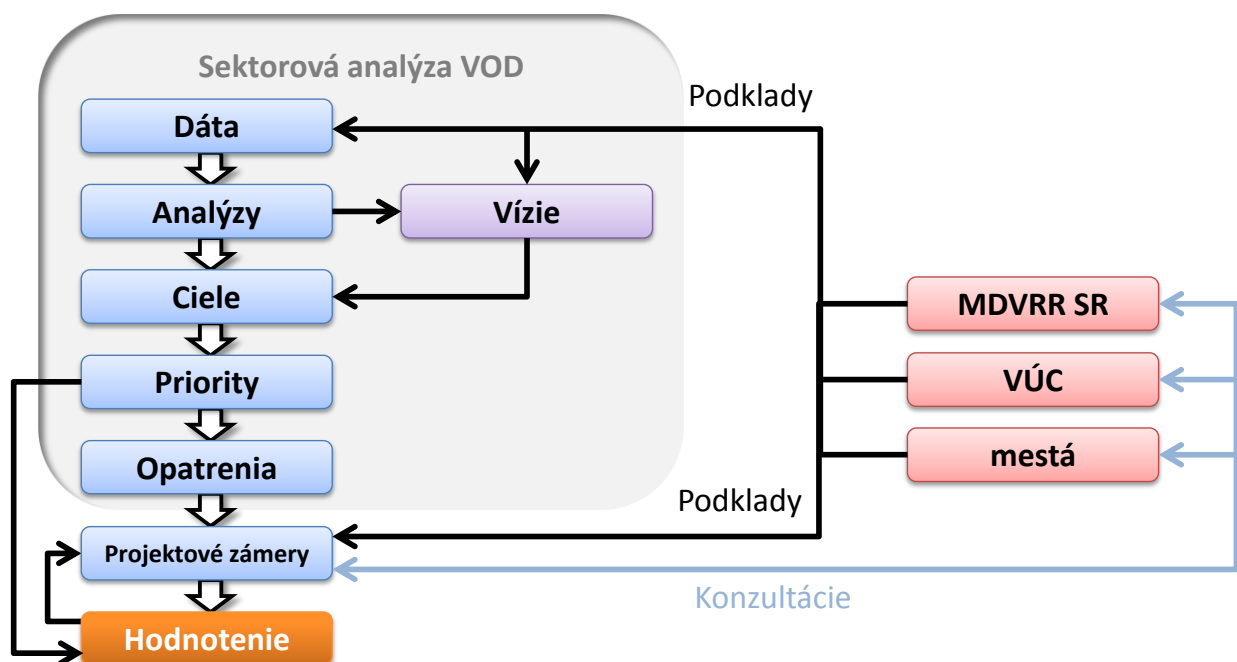 Sektorová analýza VOD
Podklady
Dáta
Analýzy
Vízie
Ciele
MDVRR SR
Priority
VÚC
Opatrenia
mestá
Podklady
Projektové zámery
Konzultácie
Hodnotenie